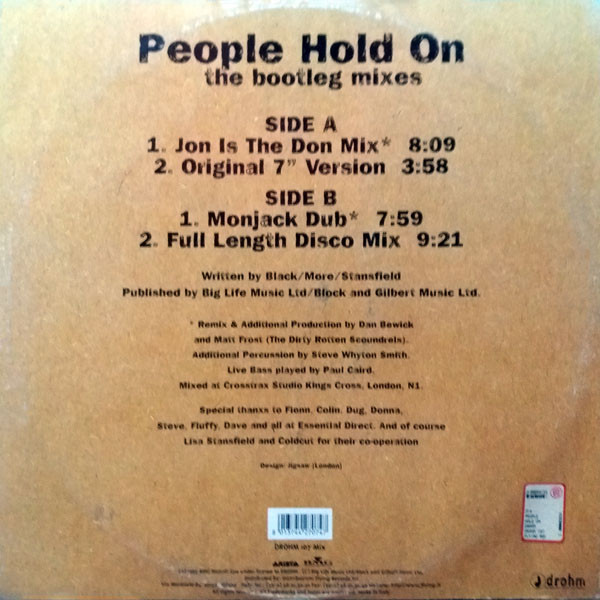 People Hold On
the bootleg mixes
SIDE A
1. Jon Is The Don Mix* 8:09
2. Original 7" Version 3:58
SIDE B
1. Monjack Dub* 7:59
2. Full Length Disco Mix 9:21
Written by Black/More/Stansfield
Published by Big Life Music Ltd/Block and Gilbert Music Ltd.
* Remix & Additional Production by Dan Bewick
and Matt Frost (The Dirty Rotten Scoundrels).
Additional Percussion by Steve Whyton Smith.
Live Bass played by Paul Caird.
Mixed at Crosstrax Studio Kings Cross, London, N1.
Special thanxs to Fionn, Colin, Dug, Donna,
Steve, Fluffy, Dave and all at Essential Direct. And of course
Lisa Stansfield and Coldcut for their co-operation
Design: Jigsaw (London)
DROHM 107 Mix
ARISTA BMG
drohm